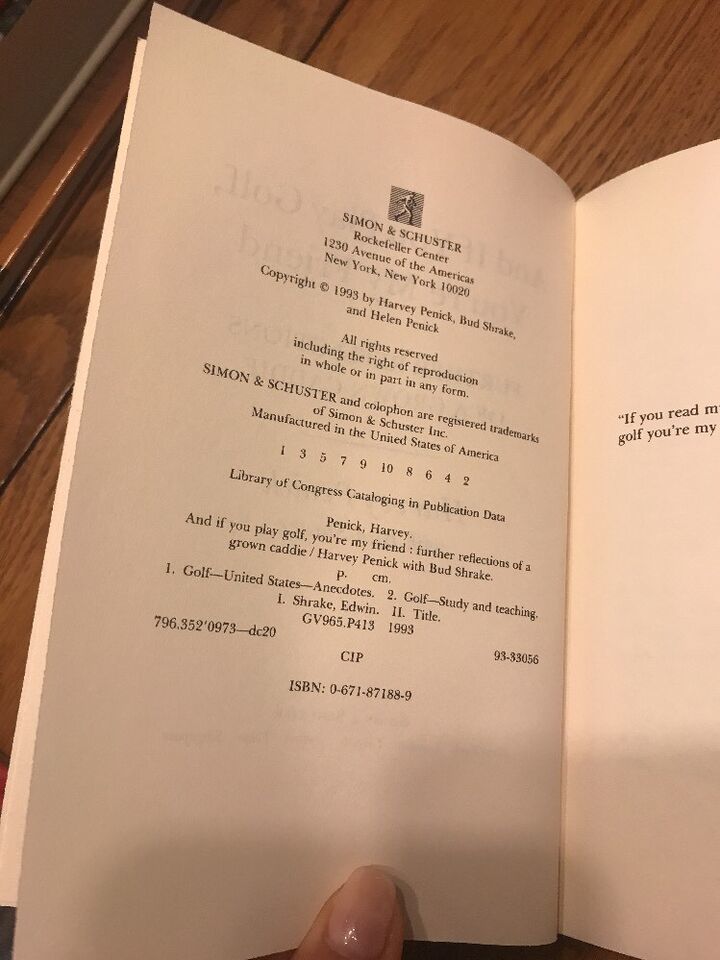 SIMON & SCHUSTER
Rockefeller Center
1230 Avenue of the Americas
New York, New York 10020
Copyright © 1993 by Harvey Penick, Bud Shrake,
and Helen Penick
All rights reserved
including the right of reproduction
in whole or in part in any form.
SIMON & SCHUSTER and colophon are registered trademarks
of Simon & Schuster Inc.
Manufactured in the United States of America
1 3 5 7 9 10 8 6 4 2
Library of Congress Cataloging in Publication Data
Penick, Harvey.
And if you play golf, you're my friend : further reflections of a
grown caddie / Harvey Penick with Bud Shrake.
p. cm.
1. Golf—United States—Anecdotes. 2. Golf—Study and teaching.
I. Shrake, Edwin. II. Title.
GV965.P413 1993
796.352'0973—dc20
93-33056
CIP
ISBN: 0-671-87188-9
"If you read
golf you're my